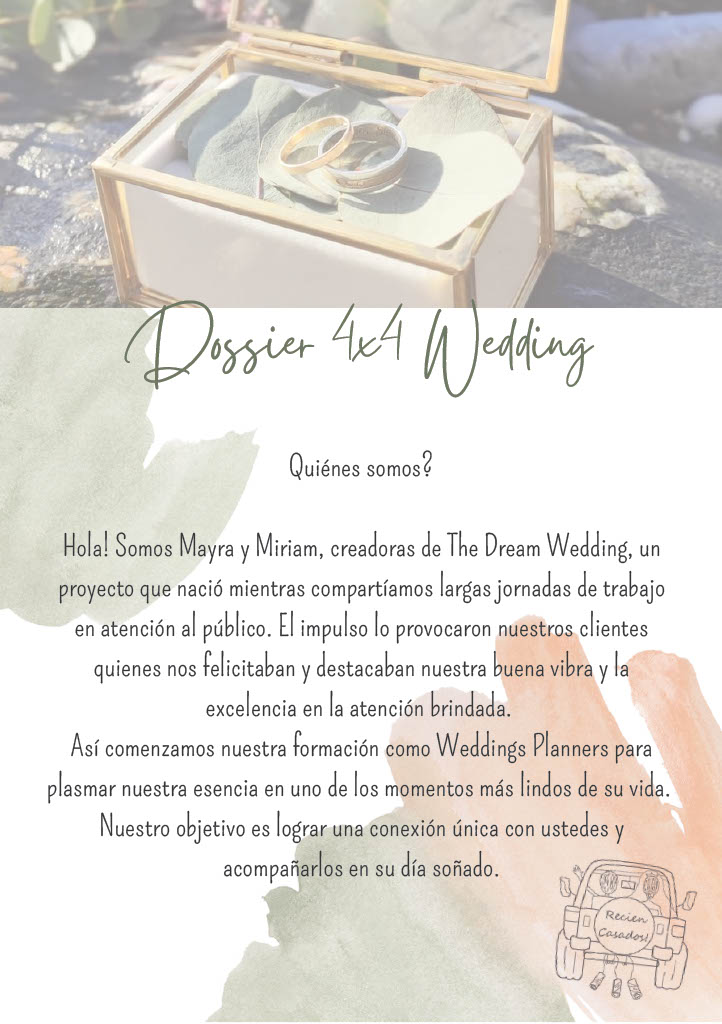 Dossier 4x4 Wedding
Quiénes somos?
Hola! Somos Mayra y Miriam, creadoras de The Dream Wedding, un
proyecto que nació mientras compartíamos largas jornadas de trabajo
en atención al público. El impulso lo provocaron nuestros clientes
quienes nos felicitaban y destacaban nuestra buena vibra y la
excelencia en la atención brindada.
Así comenzamos nuestra formación como Weddings Planners para
plasmar nuestra esencia en uno de los momentos más lindos de su vida.
Nuestro objetivo es lograr una conexión única con ustedes y
acompañarlos en su día soñado.
Recien
Casados!